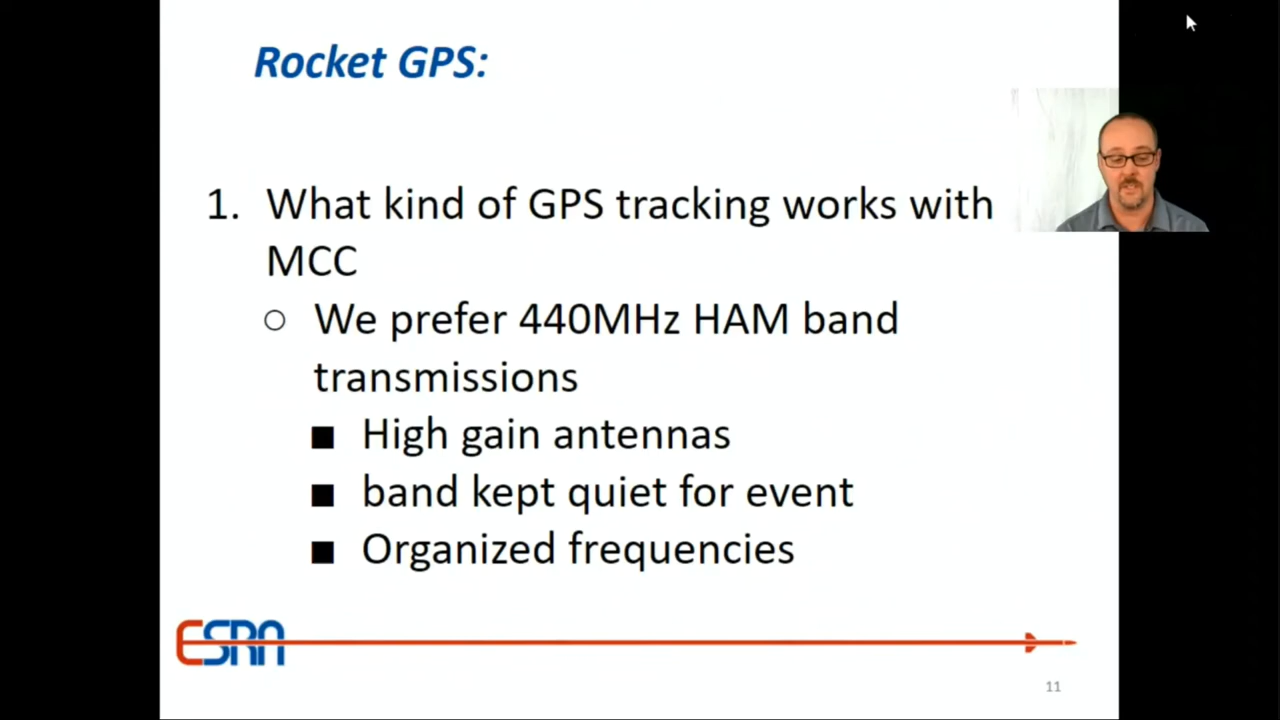 Rocket GPS:
1. What kind of GPS tracking works with
MCC
○ We prefer 440MHz HAM band
transmissions
■ High gain antennas
■ band kept quiet for event
■ Organized frequencies
ESRA
11